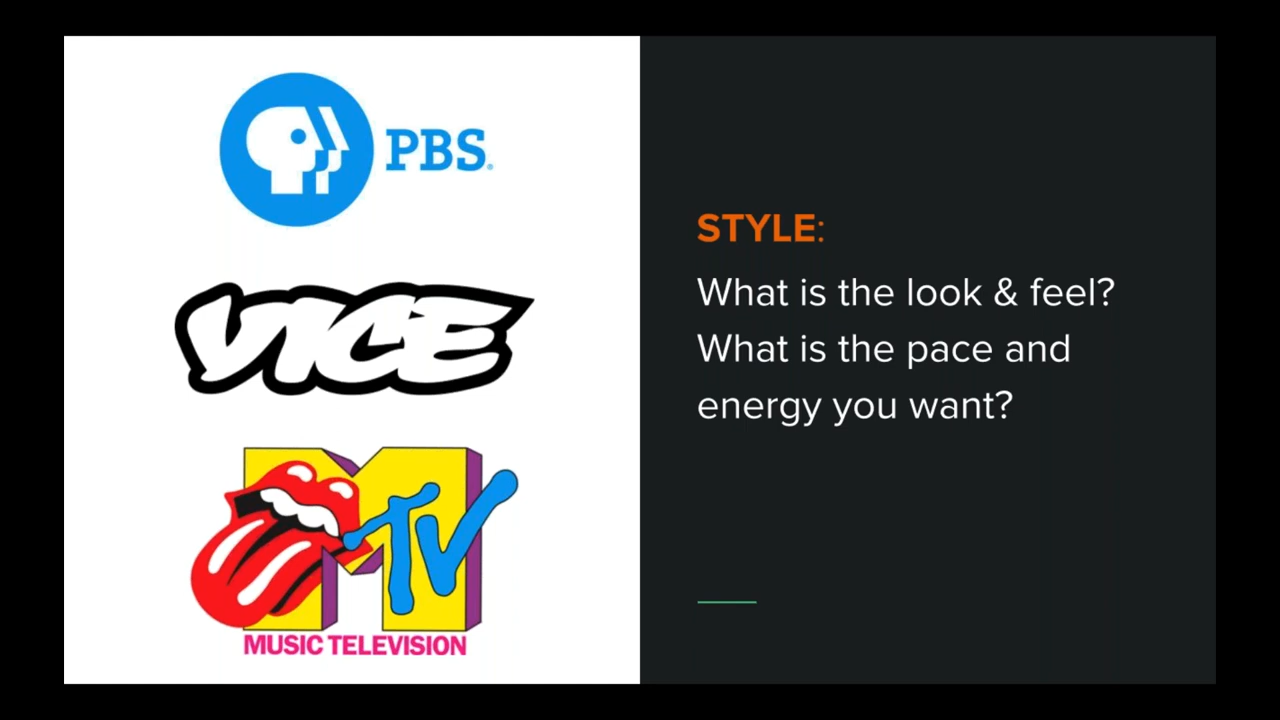 PBS.
VICE
MTV
MUSIC TELEVISION
STYLE:
What is the look & feel?
What is the pace and
energy you want?